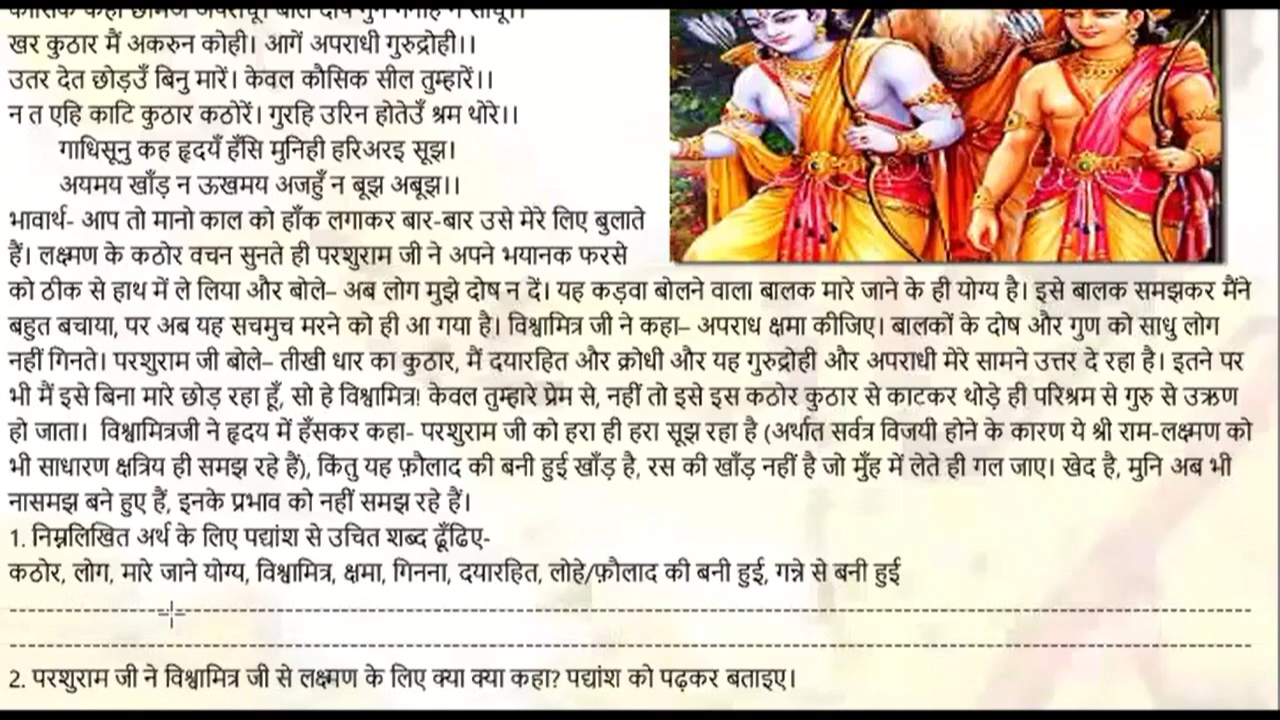 कौसिक कहा छमिअ अपराधू। बाल दोष गुन गनहिं न साधू।।
खर कुठार मैं अकरुन कोही। आगें अपराधी गुरुद्रोही।।
उतर देत छोड़उँ बिनु मारें। केवल कौसिक सील तुम्हारें।।
न त एहि काटि कुठार कठोरें। गुरहि उरिन होतेउँ श्रम थोरे।।
गाधिसूनु कह हृदयँ हँसि मुनिही हरिअरइ सूझ।
अयमय खाँड़ न ऊखमय अजहुँ न बूझ अबूझ।।
भावार्थ- आप तो मानो काल को हाँक लगाकर बार-बार उसे मेरे लिए बुलाते
हैं। लक्ष्मण के कठोर वचन सुनते ही परशुराम जी ने अपने भयानक फरसे
को ठीक से हाथ में ले लिया और बोले– अब लोग मुझे दोष न दें। यह कड़वा बोलने वाला बालक मारे जाने के ही योग्य है। इसे बालक समझकर मैंने
बहुत बचाया, पर अब यह सचमुच मरने को ही आ गया है। विश्वामित्र जी ने कहा– अपराध क्षमा कीजिए। बालकों के दोष और गुण को साधु लोग
नहीं गिनते। परशुराम जी बोले– तीखी धार का कुठार, मैं दयारहित और क्रोधी और यह गुरुद्रोही और अपराधी मेरे सामने उत्तर दे रहा है। इतने पर
भी मैं इसे बिना मारे छोड़ रहा हूँ, सो हे विश्वामित्र! केवल तुम्हारे प्रेम से, नहीं तो इसे इस कठोर कुठार से काटकर थोड़े ही परिश्रम से गुरु से उऋण
हो जाता। विश्वामित्रजी ने हृदय में हँसकर कहा- परशुराम जी को हरा ही हरा सूझ रहा है (अर्थात सर्वत्र विजयी होने के कारण ये श्री राम-लक्ष्मण को
भी साधारण क्षत्रिय ही समझ रहे हैं), किंतु यह फ़ौलाद की बनी हुई खाँड़ है, रस की खाँड़ नहीं है जो मुँह में लेते ही गल जाए। खेद है, मुनि अब भी
नासमझ बने हुए हैं, इनके प्रभाव को नहीं समझ रहे हैं।
1. निम्नलिखित अर्थ के लिए पद्यांश से उचित शब्द ढूँढिए-
कठोर, लोग, मारे जाने योग्य, विश्वामित्र, क्षमा, गिनना, दयारहित, लोहे/फ़ौलाद की बनी हुई, गन्ने से बनी हुई
2. परशुराम जी ने विश्वामित्र जी से लक्ष्मण के लिए क्या क्या कहा? पद्यांश को पढ़कर बताइए।